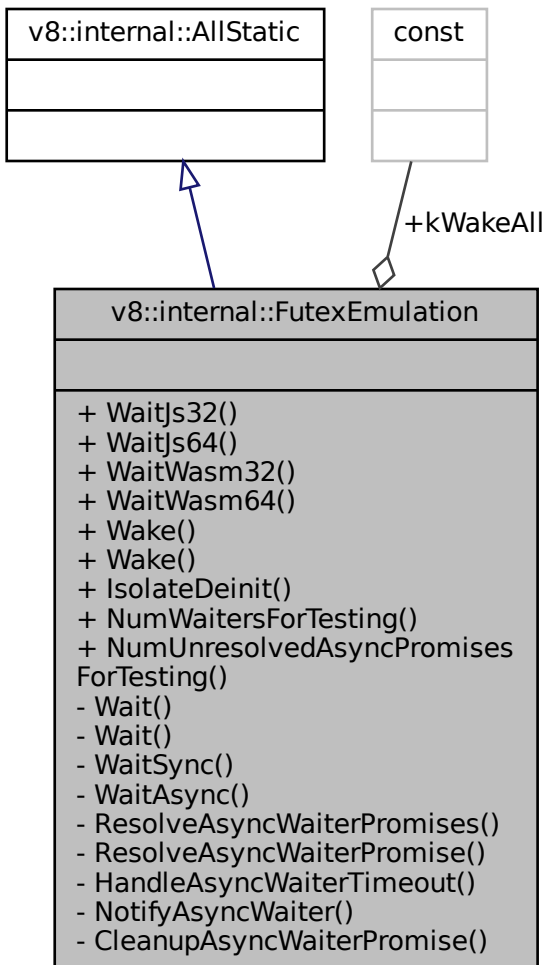 v8::internal::AllStatic
const
+kWakeAll
v8::internal::FutexEmulation
+ WaitJs32()
+ WaitJs64()
+ WaitWasm32()
+ WaitWasm64()
+ Wake()
+ Wake()
+ IsolateDeinit()
+ NumWaitersForTesting()
+ NumUnresolvedAsyncPromises
ForTesting()
- Wait()
- Wait()
- WaitSync()
- WaitAsync()
- ResolveAsyncWaiterPromises()
- ResolveAsyncWaiterPromise()
- HandleAsyncWaiterTimeout()
- NotifyAsyncWaiter()
- CleanupAsyncWaiterPromise()